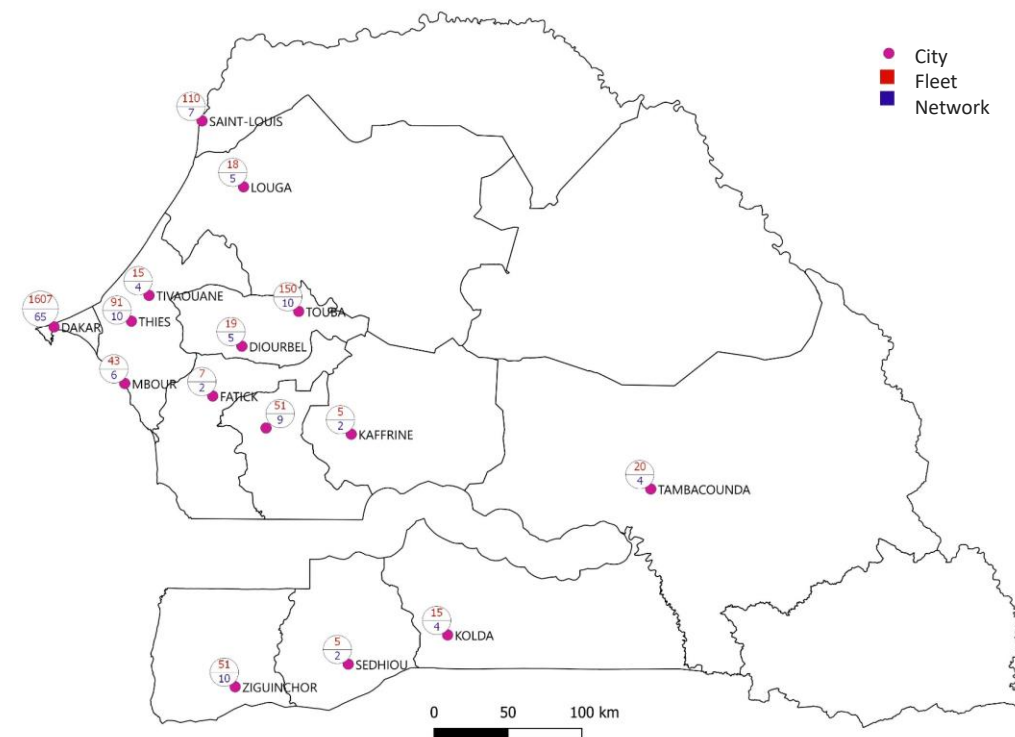 City
Fleet
Network
110
7
SAINT-LOUIS
18
5
LOUGA
15
4
TIVAOUANE
1607
65
DAKAR
91
10
THIES
150
10
TOUBA
19
5
DIOURBEL
43
6
MBOUR
7
2
FATICK
51
9
5
2
KAFFRINE
20
4
TAMBACOUNDA
15
4
KOLDA
5
2
SEDHIOU
51
10
ZIGUINCHOR
0 50 100 km